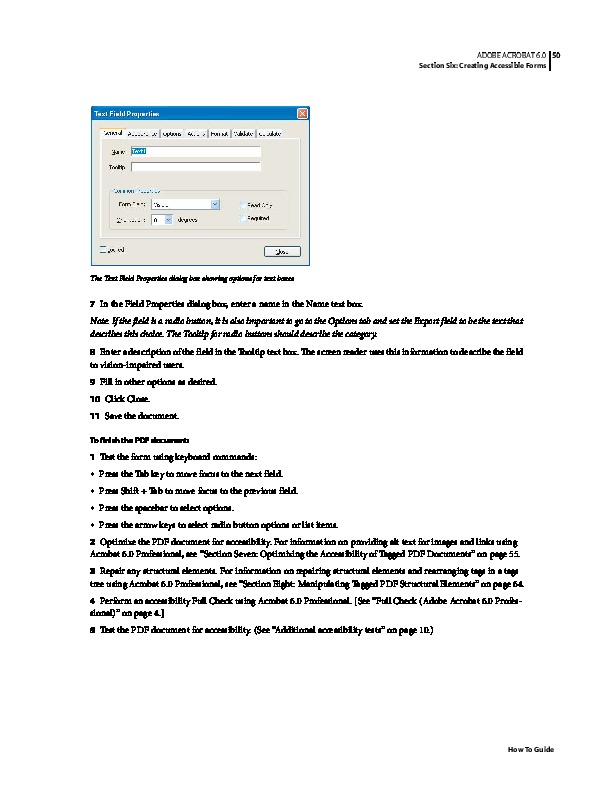 ADOBE ACROBAT 6.0 50
Section Six: Creating Accessible Forms
Text Field Properties
General Appearance Options Actions Format Validate Calculate
Name: Text1
Tooltip:
Common Properties
Form Field: Visible Read Only
Orientation: 0 degrees Required
Locked Close
The Text Field Properties dialog box showing options for text boxes
7 In the Field Properties dialog box, enter a name in the Name text box.
Note: If the field is a radio button, it is also important to go to the Options tab and set the Export field to be the text that
describes this choice. The Tooltip for radio buttons should describe the category.
8 Enter a description of the field in the Tooltip text box. The screen reader uses this information to describe the field
to vision-impaired users.
9 Fill in other options as desired.
10 Click Close.
11 Save the document.
To finish the PDF document:
1 Test the form using keyboard commands:
• Press the Tab key to move focus to the next field.
• Press Shift + Tab to move focus to the previous field.
• Press the spacebar to select options.
• Press the arrow keys to select radio button options or list items.
2 Optimize the PDF document for accessibility. For information on providing alt text for images and links using
Acrobat 6.0 Professional, see "Section Seven: Optimizing the Accessibility of Tagged PDF Documents" on page 55.
3 Repair any structural elements. For information on repairing structural elements and rearranging tags in a tags
tree using Acrobat 6.0 Professional, see "Section Eight: Manipulating Tagged PDF Structural Elements" on page 64.
4 Perform an accessibility Full Check using Acrobat 6.0 Professional. [See "Full Check (Adobe Acrobat 6.0 Profes-
sional)" on page 4.]
5 Test the PDF document for accessibility. (See "Additional accessibility tests" on page 10.)
How To Guide